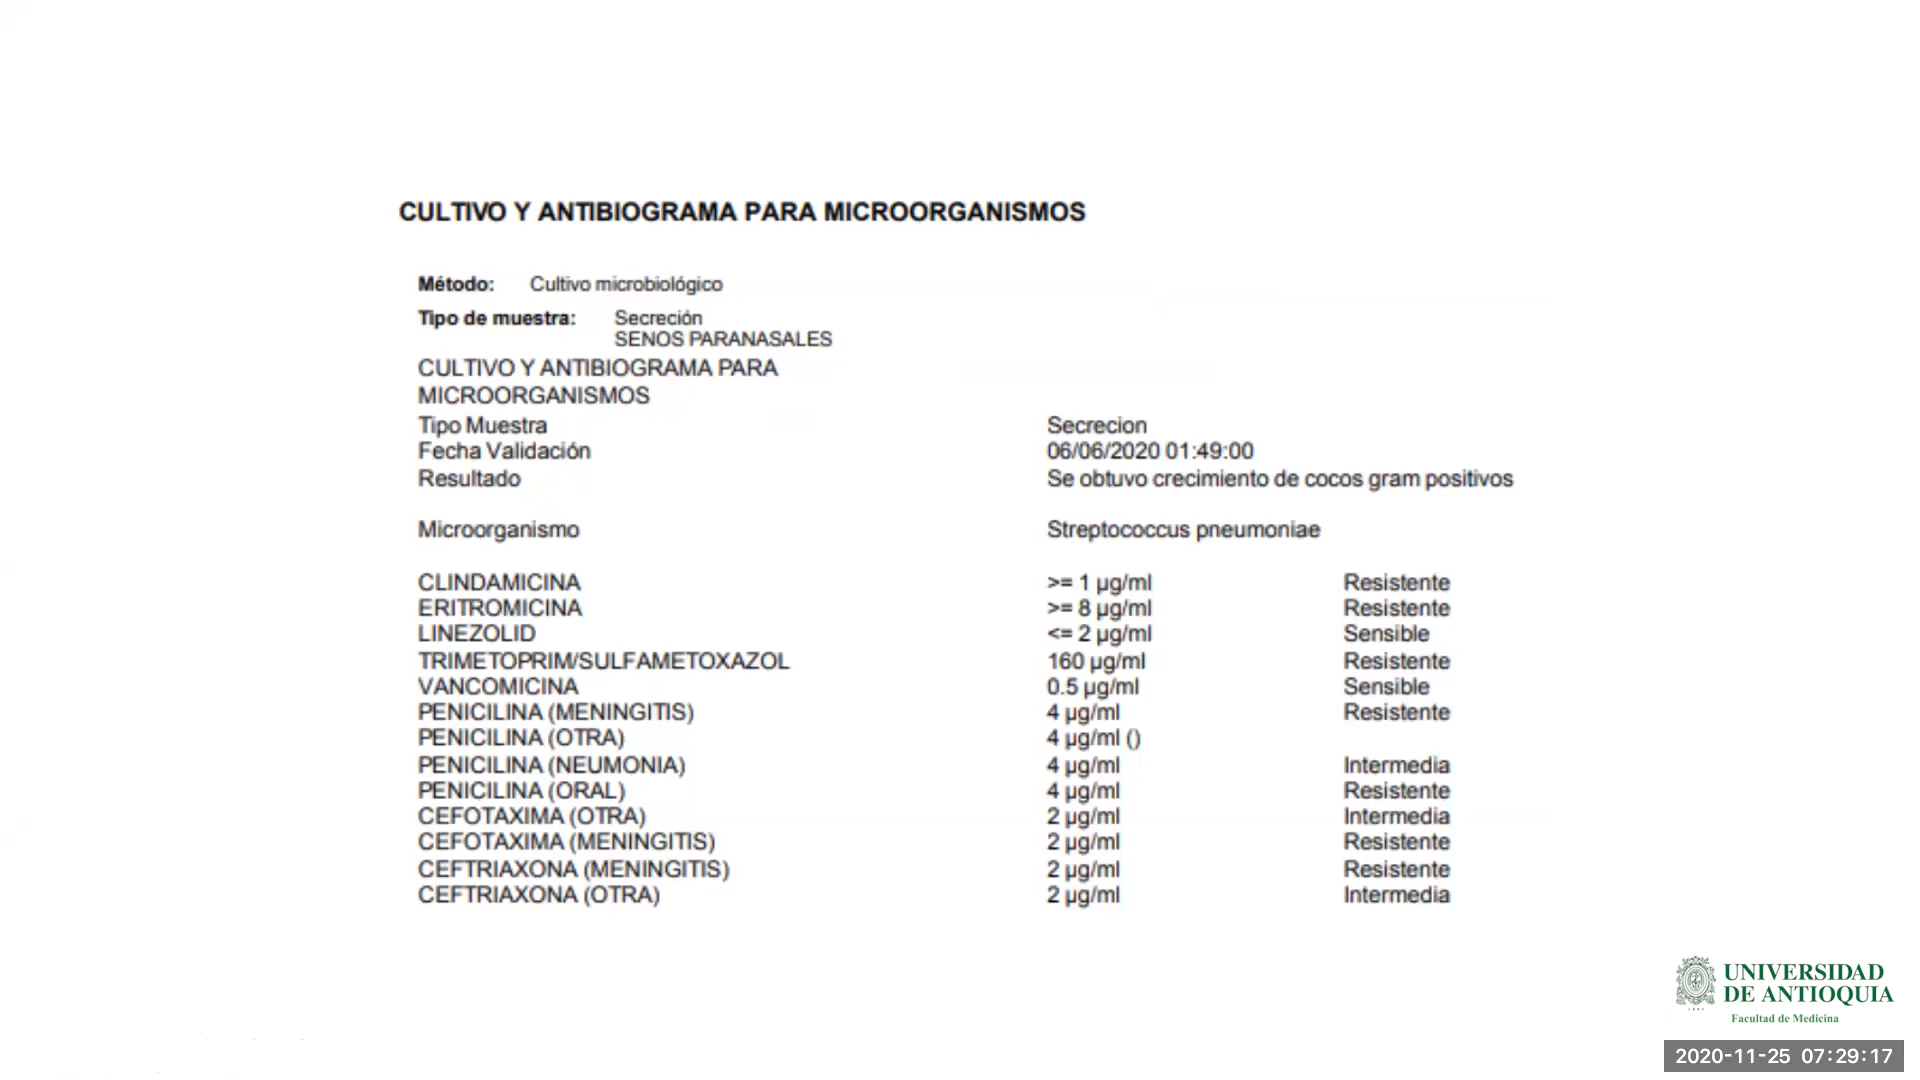 CULTIVO Y ANTIBIOGRAMA PARA MICROORGANISMOS
Método: Cultivo microbiológico
Tipo de muestra: Secreción
SENOS PARANASALES
CULTIVO Y ANTIBIOGRAMA PARA
MICROORGANISMOS
Tipo Muestra Secrecion
Fecha Validación 06/06/2020 01:49:00
Resultado Se obtuvo crecimiento de cocos gram positivos
Microorganismo Streptococcus pneumoniae
CLINDAMICINA >= 1 µg/ml Resistente
ERITROMICINA >= 8 µg/ml Resistente
LINEZOLID <= 2 µg/ml Sensible
TRIMETOPRIM/SULFAMETOXAZOL 160 µg/ml Resistente
VANCOMICINA 0.5 µg/ml Sensible
PENICILINA (MENINGITIS) 4 µg/ml Resistente
PENICILINA (OTRA) 4 µg/ml ()
PENICILINA (NEUMONIA) 4 µg/ml Intermedia
PENICILINA (ORAL) 4 µg/ml Resistente
CEFOTAXIMA (OTRA) 2 µg/ml Intermedia
CEFOTAXIMA (MENINGITIS) 2 µg/ml Resistente
CEFTRIAXONA (MENINGITIS) 2 µg/ml Resistente
CEFTRIAXONA (OTRA) 2 µg/ml Intermedia
UNIVERSIDAD
DE ANTIOQUIA
Facultad de Medicina
2020-11-25 07:29:17